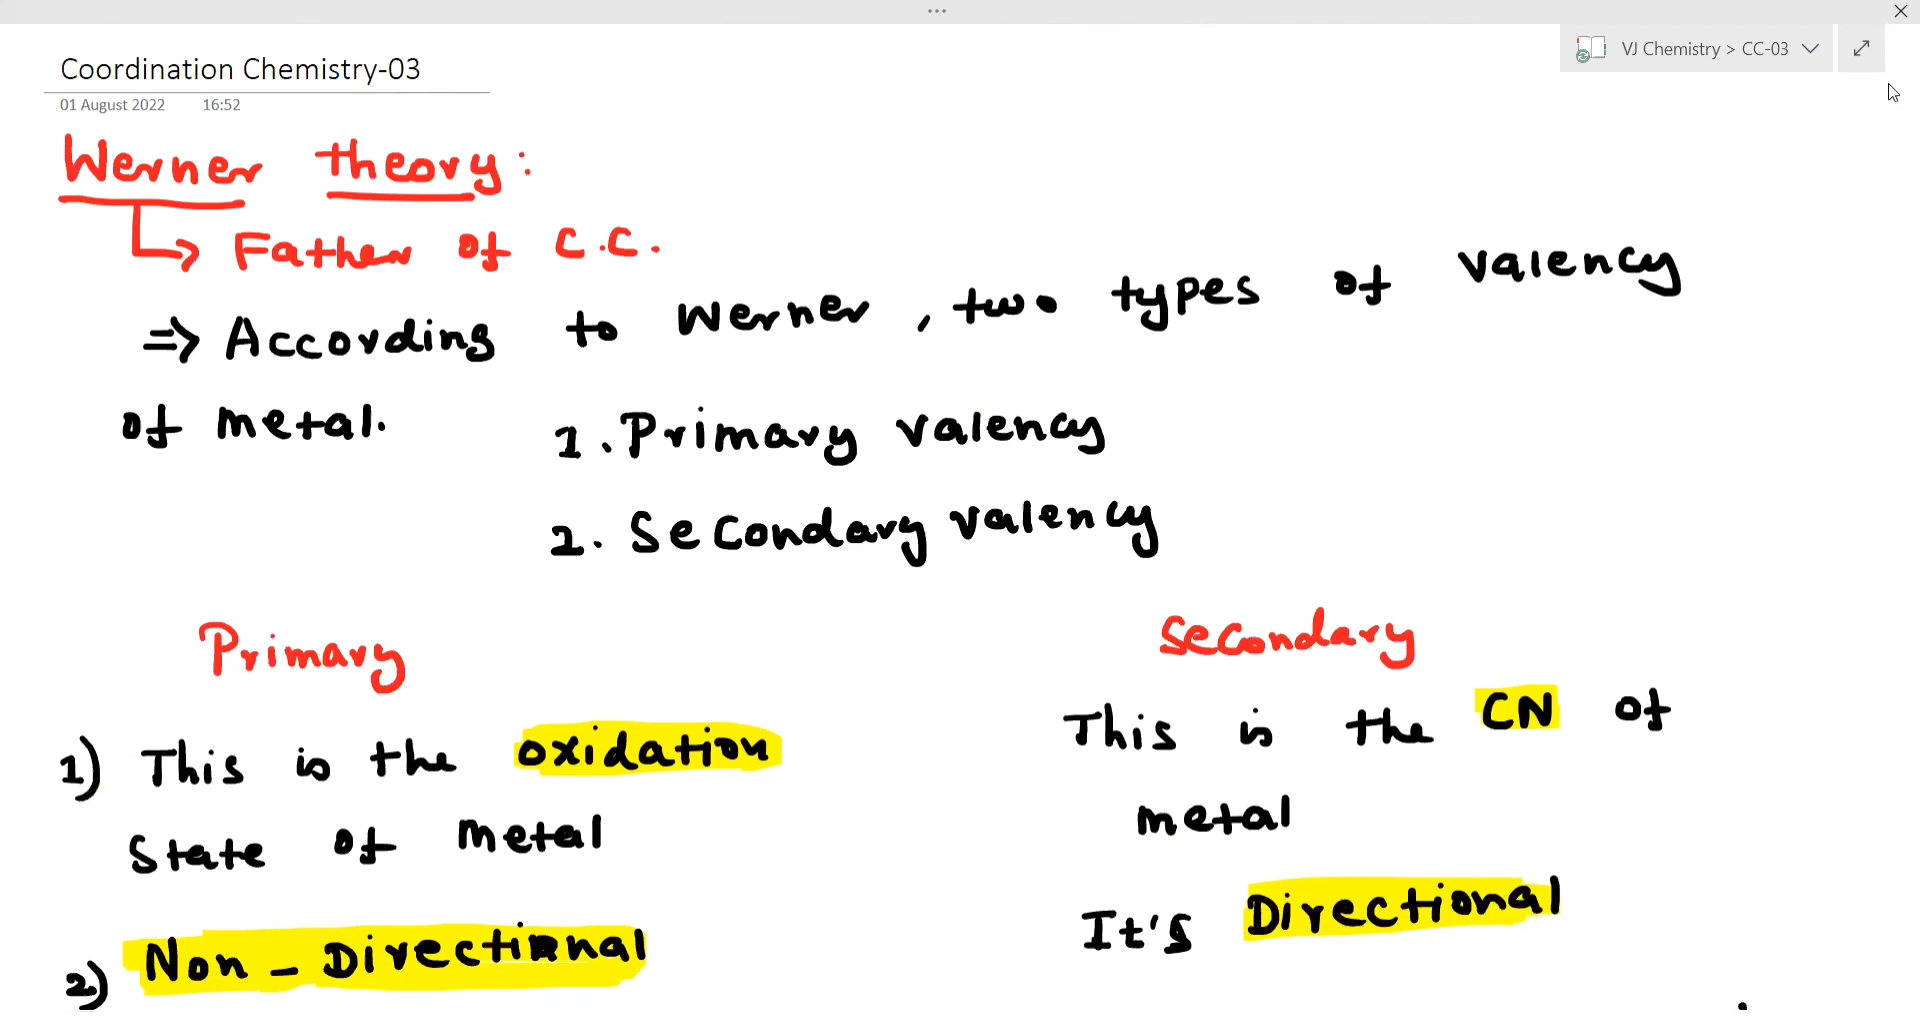 Coordination Chemistry-03
VJ Chemistry > CC-03
01 August 2022 16:52
Werner theory:
Father of C.C.
⇒ According to Werner, two types of valency
of metal.
1. Primary valency
2. Secondary valency
Primary
Secondary
1) This is the oxidation
State of metal
This is the CN of
metal
2) Non-Directional
It's Directional